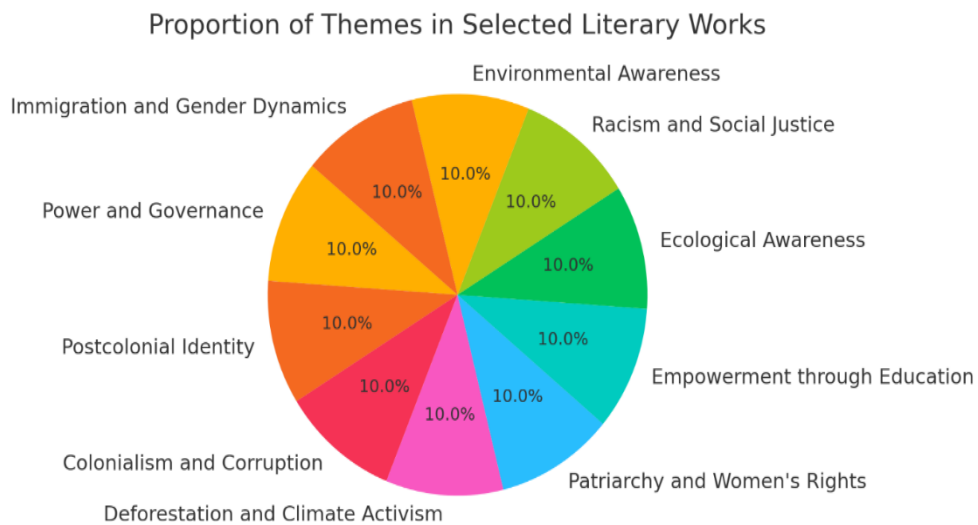 Proportion of Themes in Selected Literary Works
Environmental Awareness
Immigration and Gender Dynamics
Racism and Social Justice
10.0%
10.0%
10.0%
Power and Governance
Ecological Awareness
10.0%
10.0%
10.0%
10.0%
Postcolonial Identity
Empowerment through Education
10.0%
10.0%
10.0%
Colonialism and Corruption
Patriarchy and Women's Rights
Deforestation and Climate Activism